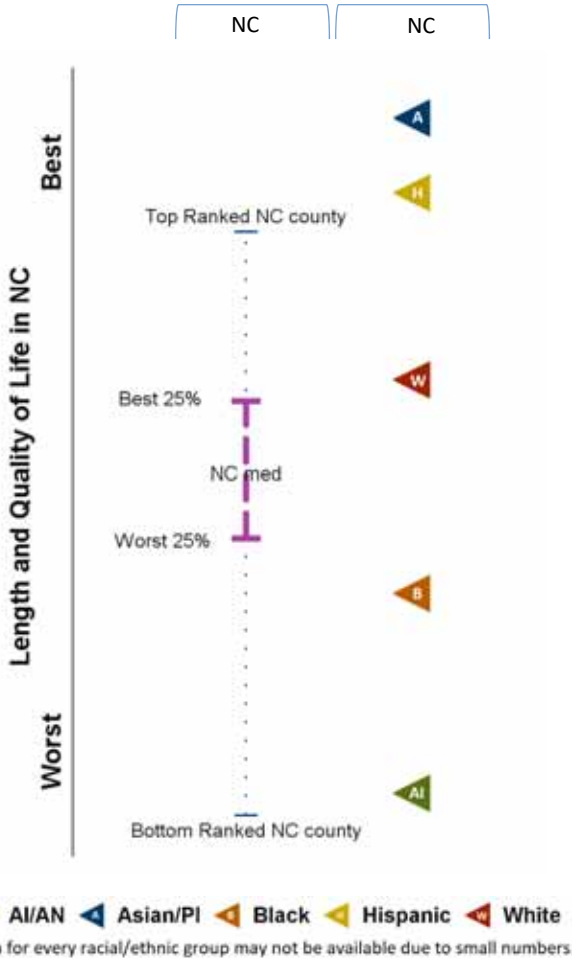 NC NC
A
Best
H
Top Ranked NC county
Length and Quality of Life in NC
W
Best 25%
NC med
Worst 25%
B
Worst
AI
Bottom Ranked NC county
AI/AN A Asian/PI B Black H Hispanic W White
for every racial/ethnic group may not be available due to small numbers